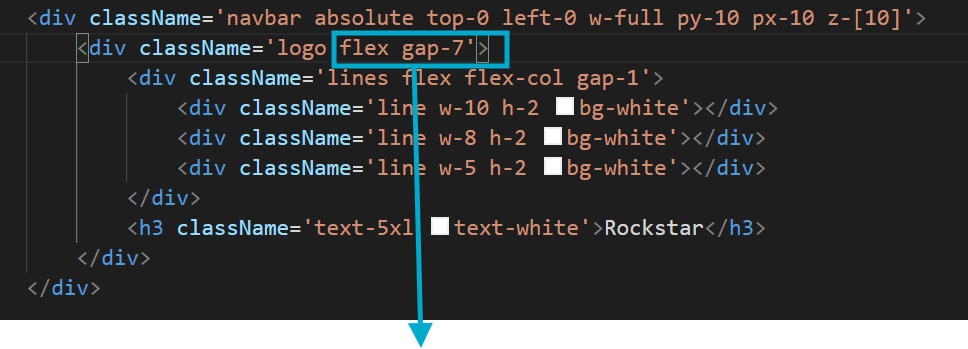 <div className='navbar absolute top-0 left-0 w-full py-10 px-10 z-[10]'>
<div className='logo flex gap-7'>
<div className='lines flex flex-col gap-1'>
<div className='line w-10 h-2 bg-white'></div>
<div className='line w-8 h-2 bg-white'></div>
<div className='line w-5 h-2 bg-white'></div>
</div>
<h3 className='text-5xl text-white'>Rockstar</h3>
</div>
</div>